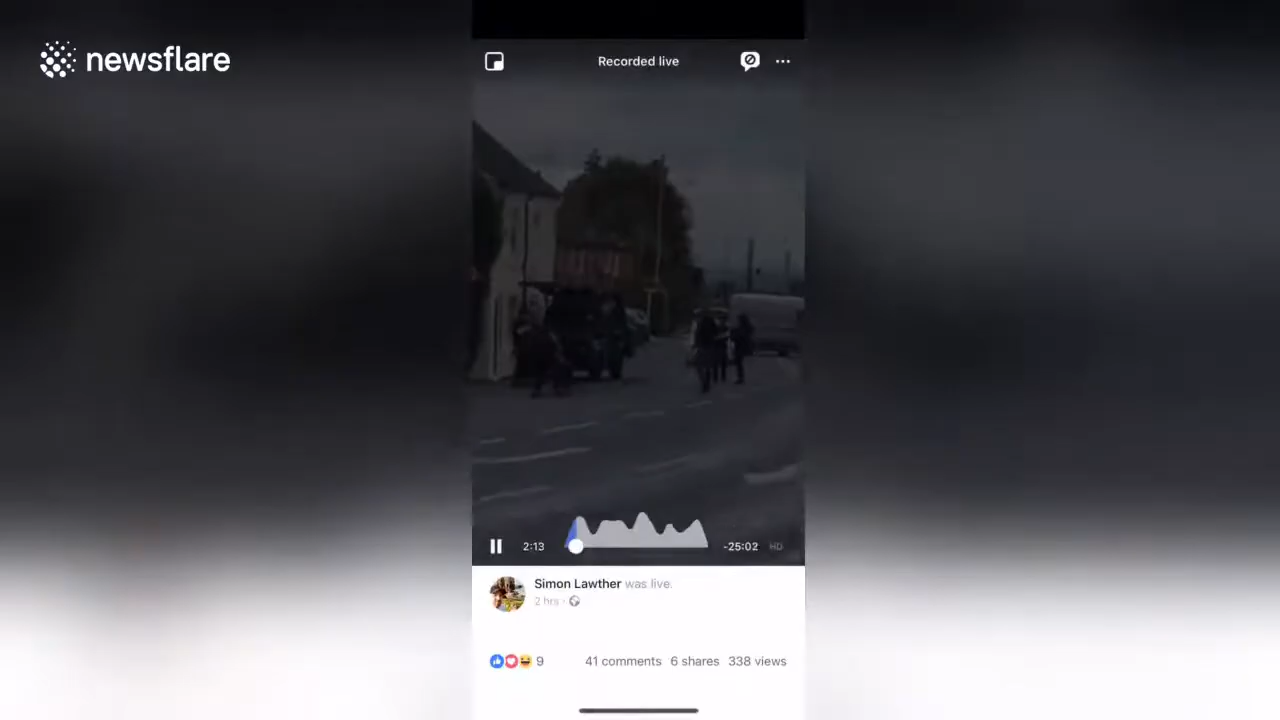 newsflare
Recorded live
2:13
-25:02 HD
Simon Lawther was live.
2 hrs ·
9 41 comments 6 shares 338 views